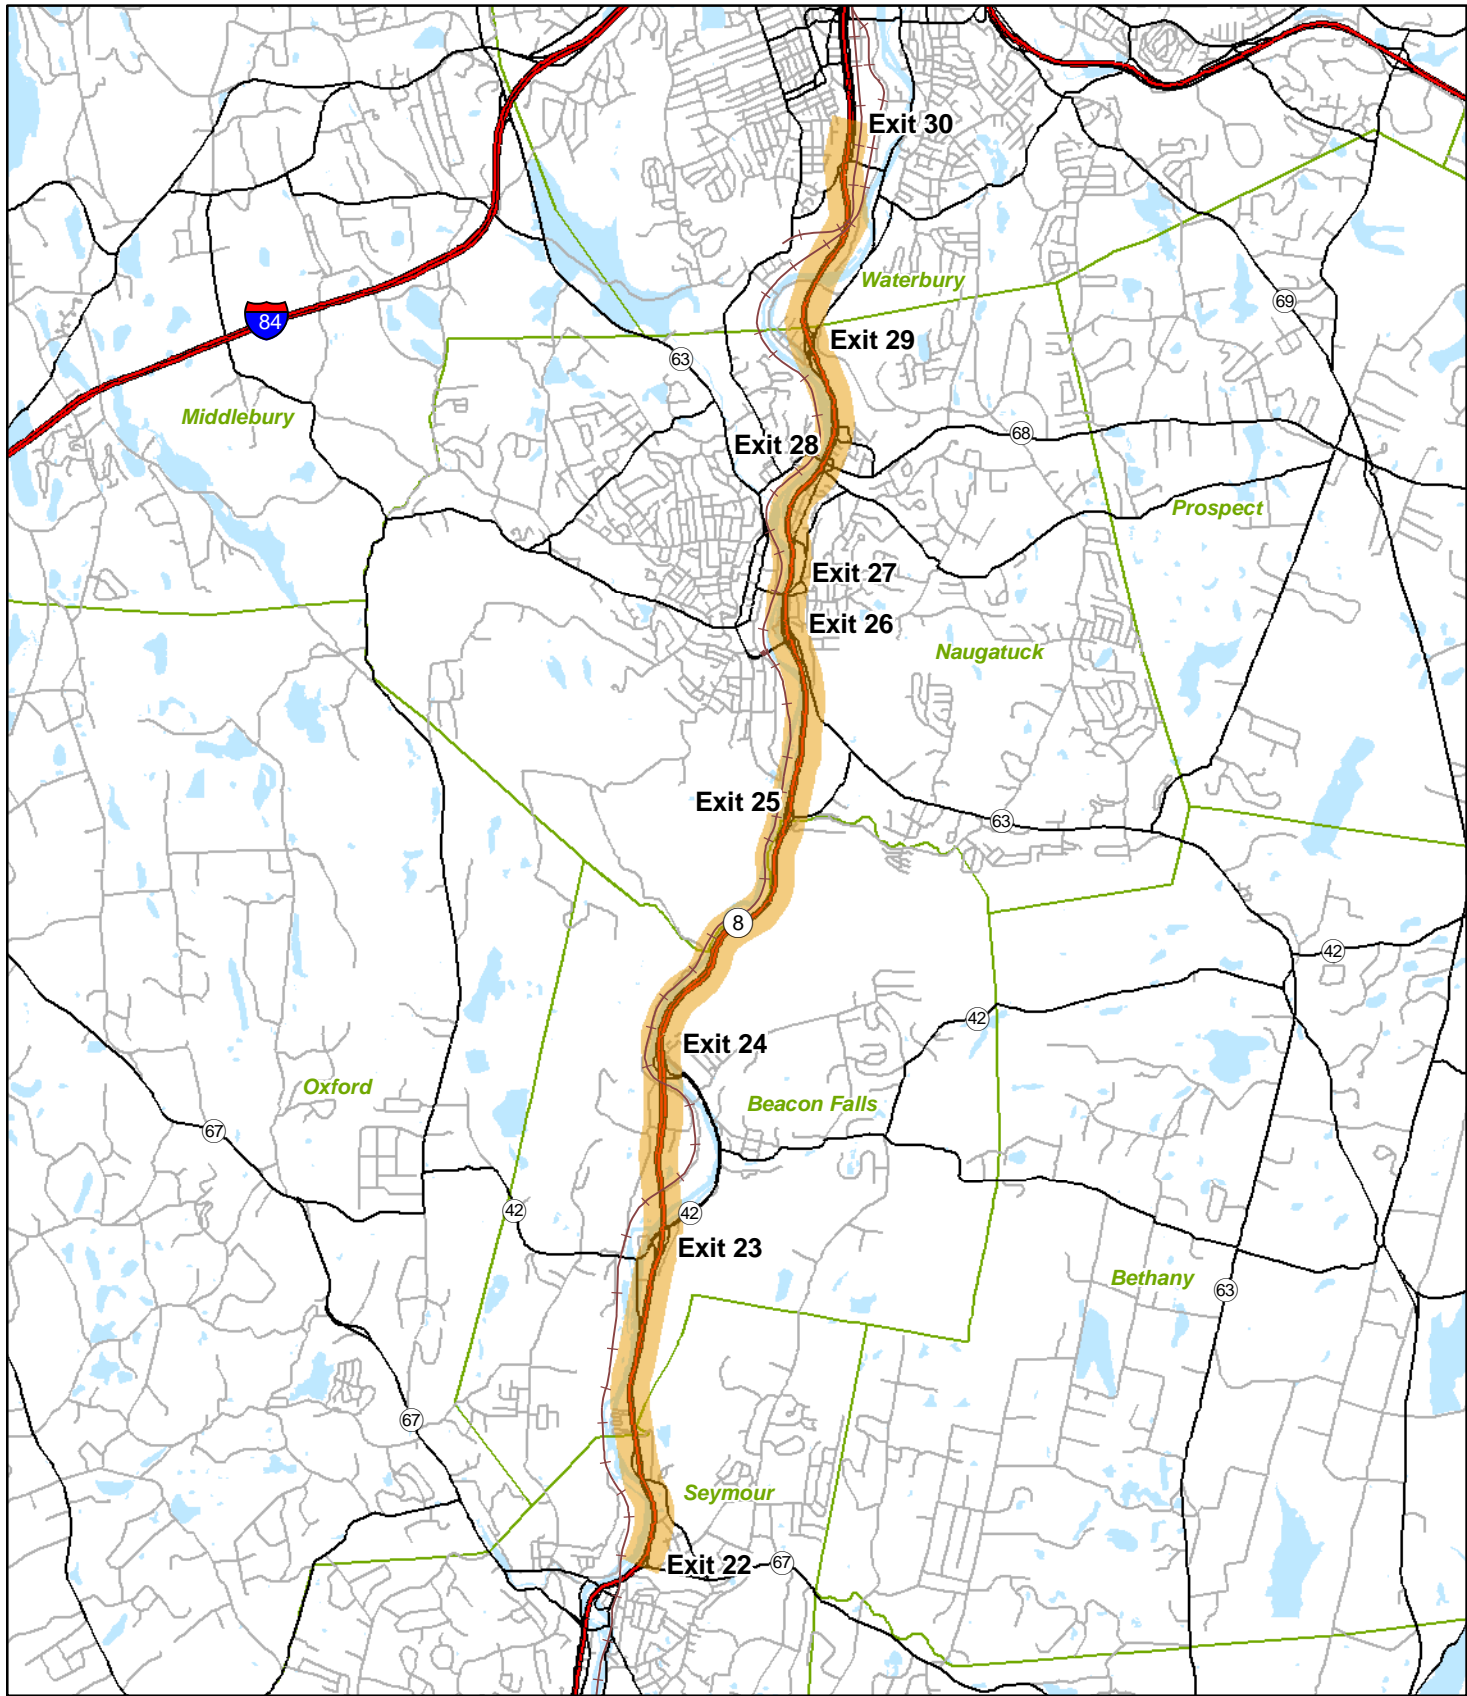 Exit 30
Waterbury
69
84
Exit 29
63
Middlebury
68
Exit 28
Prospect
Exit 27
Exit 26
Naugatuck
Exit 25
63
8
42
42
Exit 24
Oxford
Beacon Falls
67
42
42
Exit 23
Bethany
63
67
Seymour
67
Exit 22